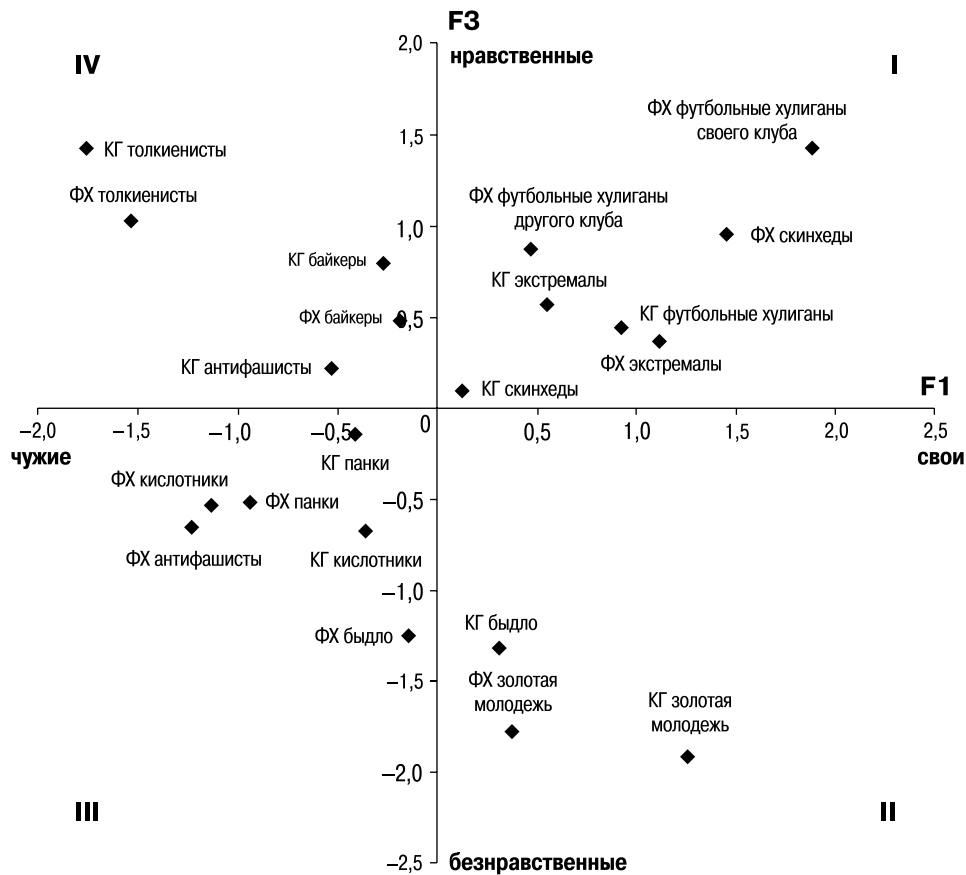 F3
2,0
нравственные
IV
I
ФХ футбольные хулиганы
своего клуба
1,5
КГ толкиенисты
ФХ толкиенисты
ФХ футбольные хулиганы
другого клуба
1,0
ФХ скинхеды
КГ байкеры
КГ экстремалы
ФХ байкеры
0,5
КГ футбольные хулиганы
КГ антифашисты
ФХ экстремалы
КГ скинхеды
F1
–2,0
–1,5
–1,0
–0,5
0
0,5
1,0
1,5
2,0
2,5
чужие
свои
КГ панки
ФХ кислотники
–0,5
ФХ панки
ФХ антифашисты
КГ кислотники
–1,0
КГ быдло
ФХ быдло
–1,5
ФХ золотая
молодежь
КГ золотая
молодежь
–2,0
III
II
–2,5
безнравственные